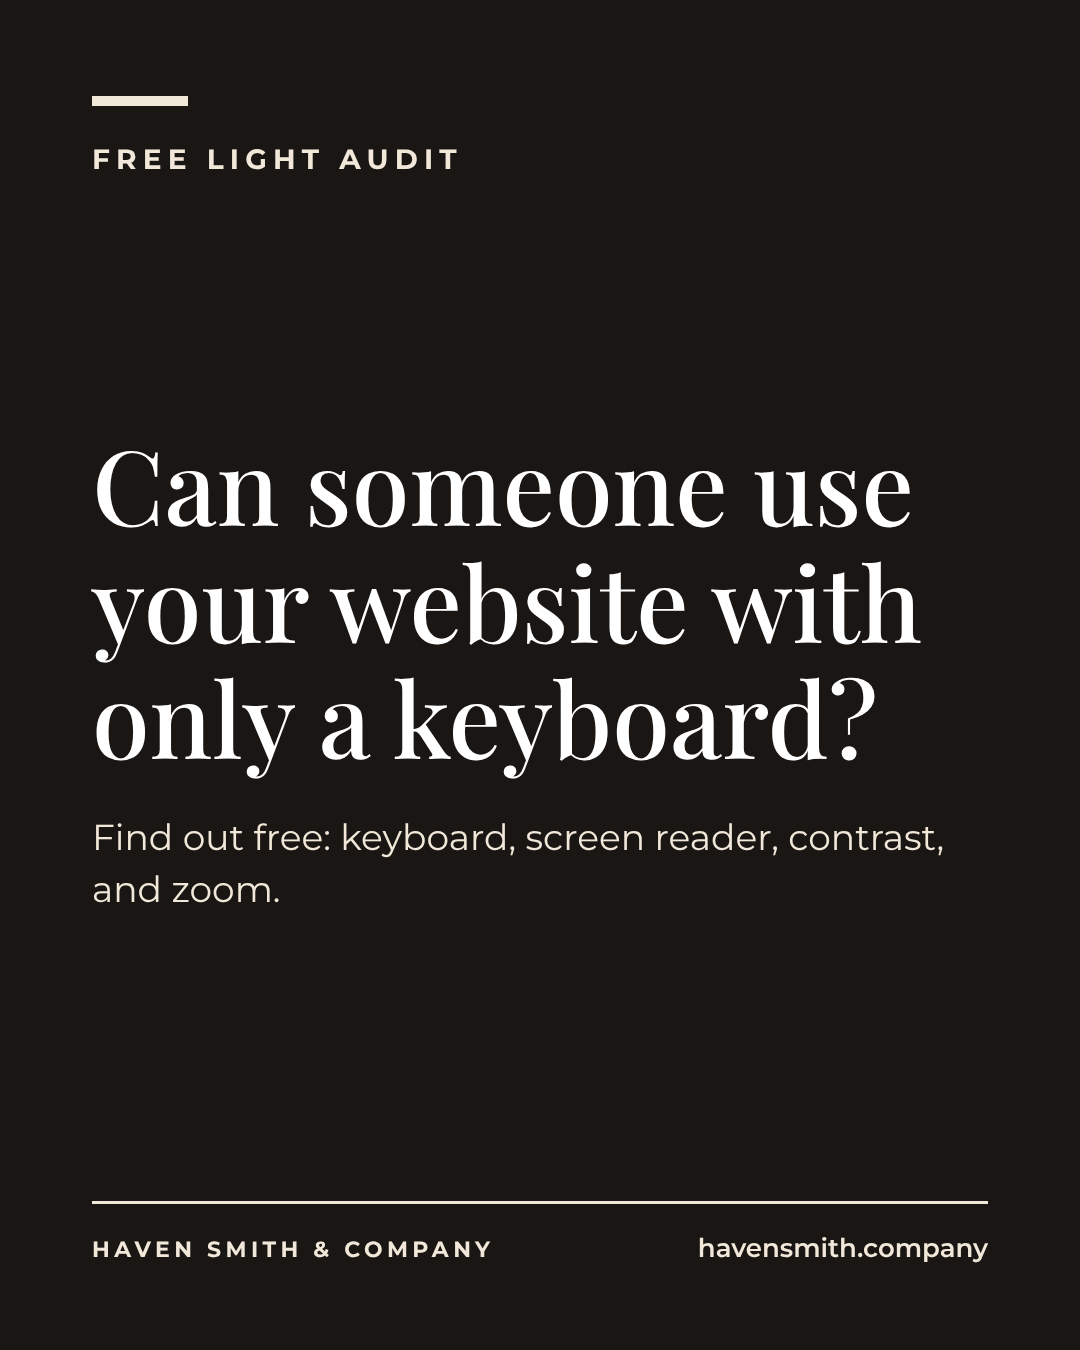 FREE LIGHT AUDIT
Can someone use
your website with
only a keyboard?
Find out free: keyboard, screen reader, contrast,
and zoom.
HAVEN SMITH & COMPANY
havensmith.company